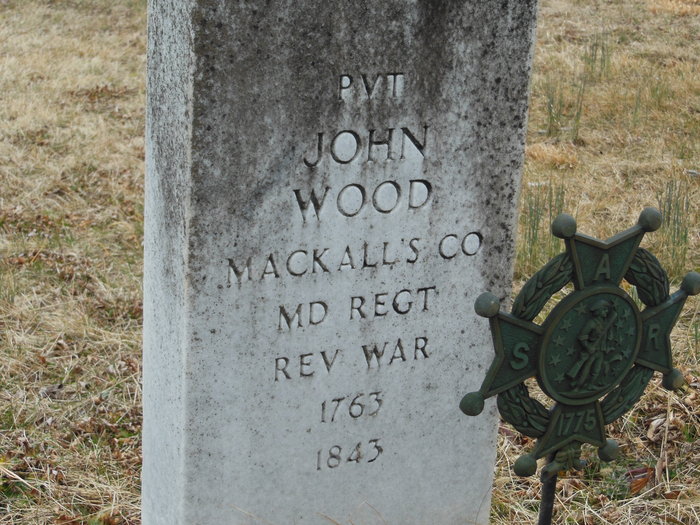 PVT
JOHN
WOOD
MACKALL'S CO
MD REGT
REV WAR
1763
1843
S A R
1775